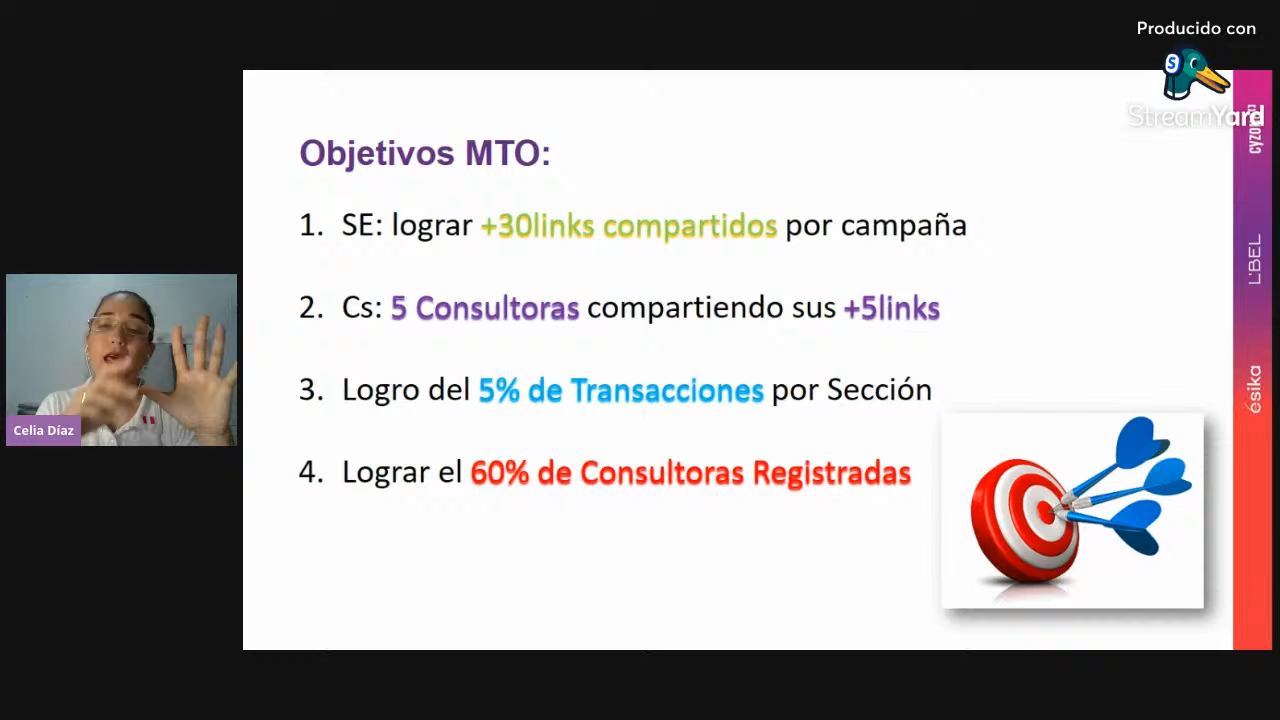 Producido con
StreamYard
Objetivos MTO:
1. SE: lograr +30links compartidos por campaña
2. Cs: 5 Consultoras compartiendo sus +5links
3. Logro del 5% de Transacciones por Sección
4. Lograr el 60% de Consultoras Registradas
Celia Díaz
cyzone
L'BEL
ésika